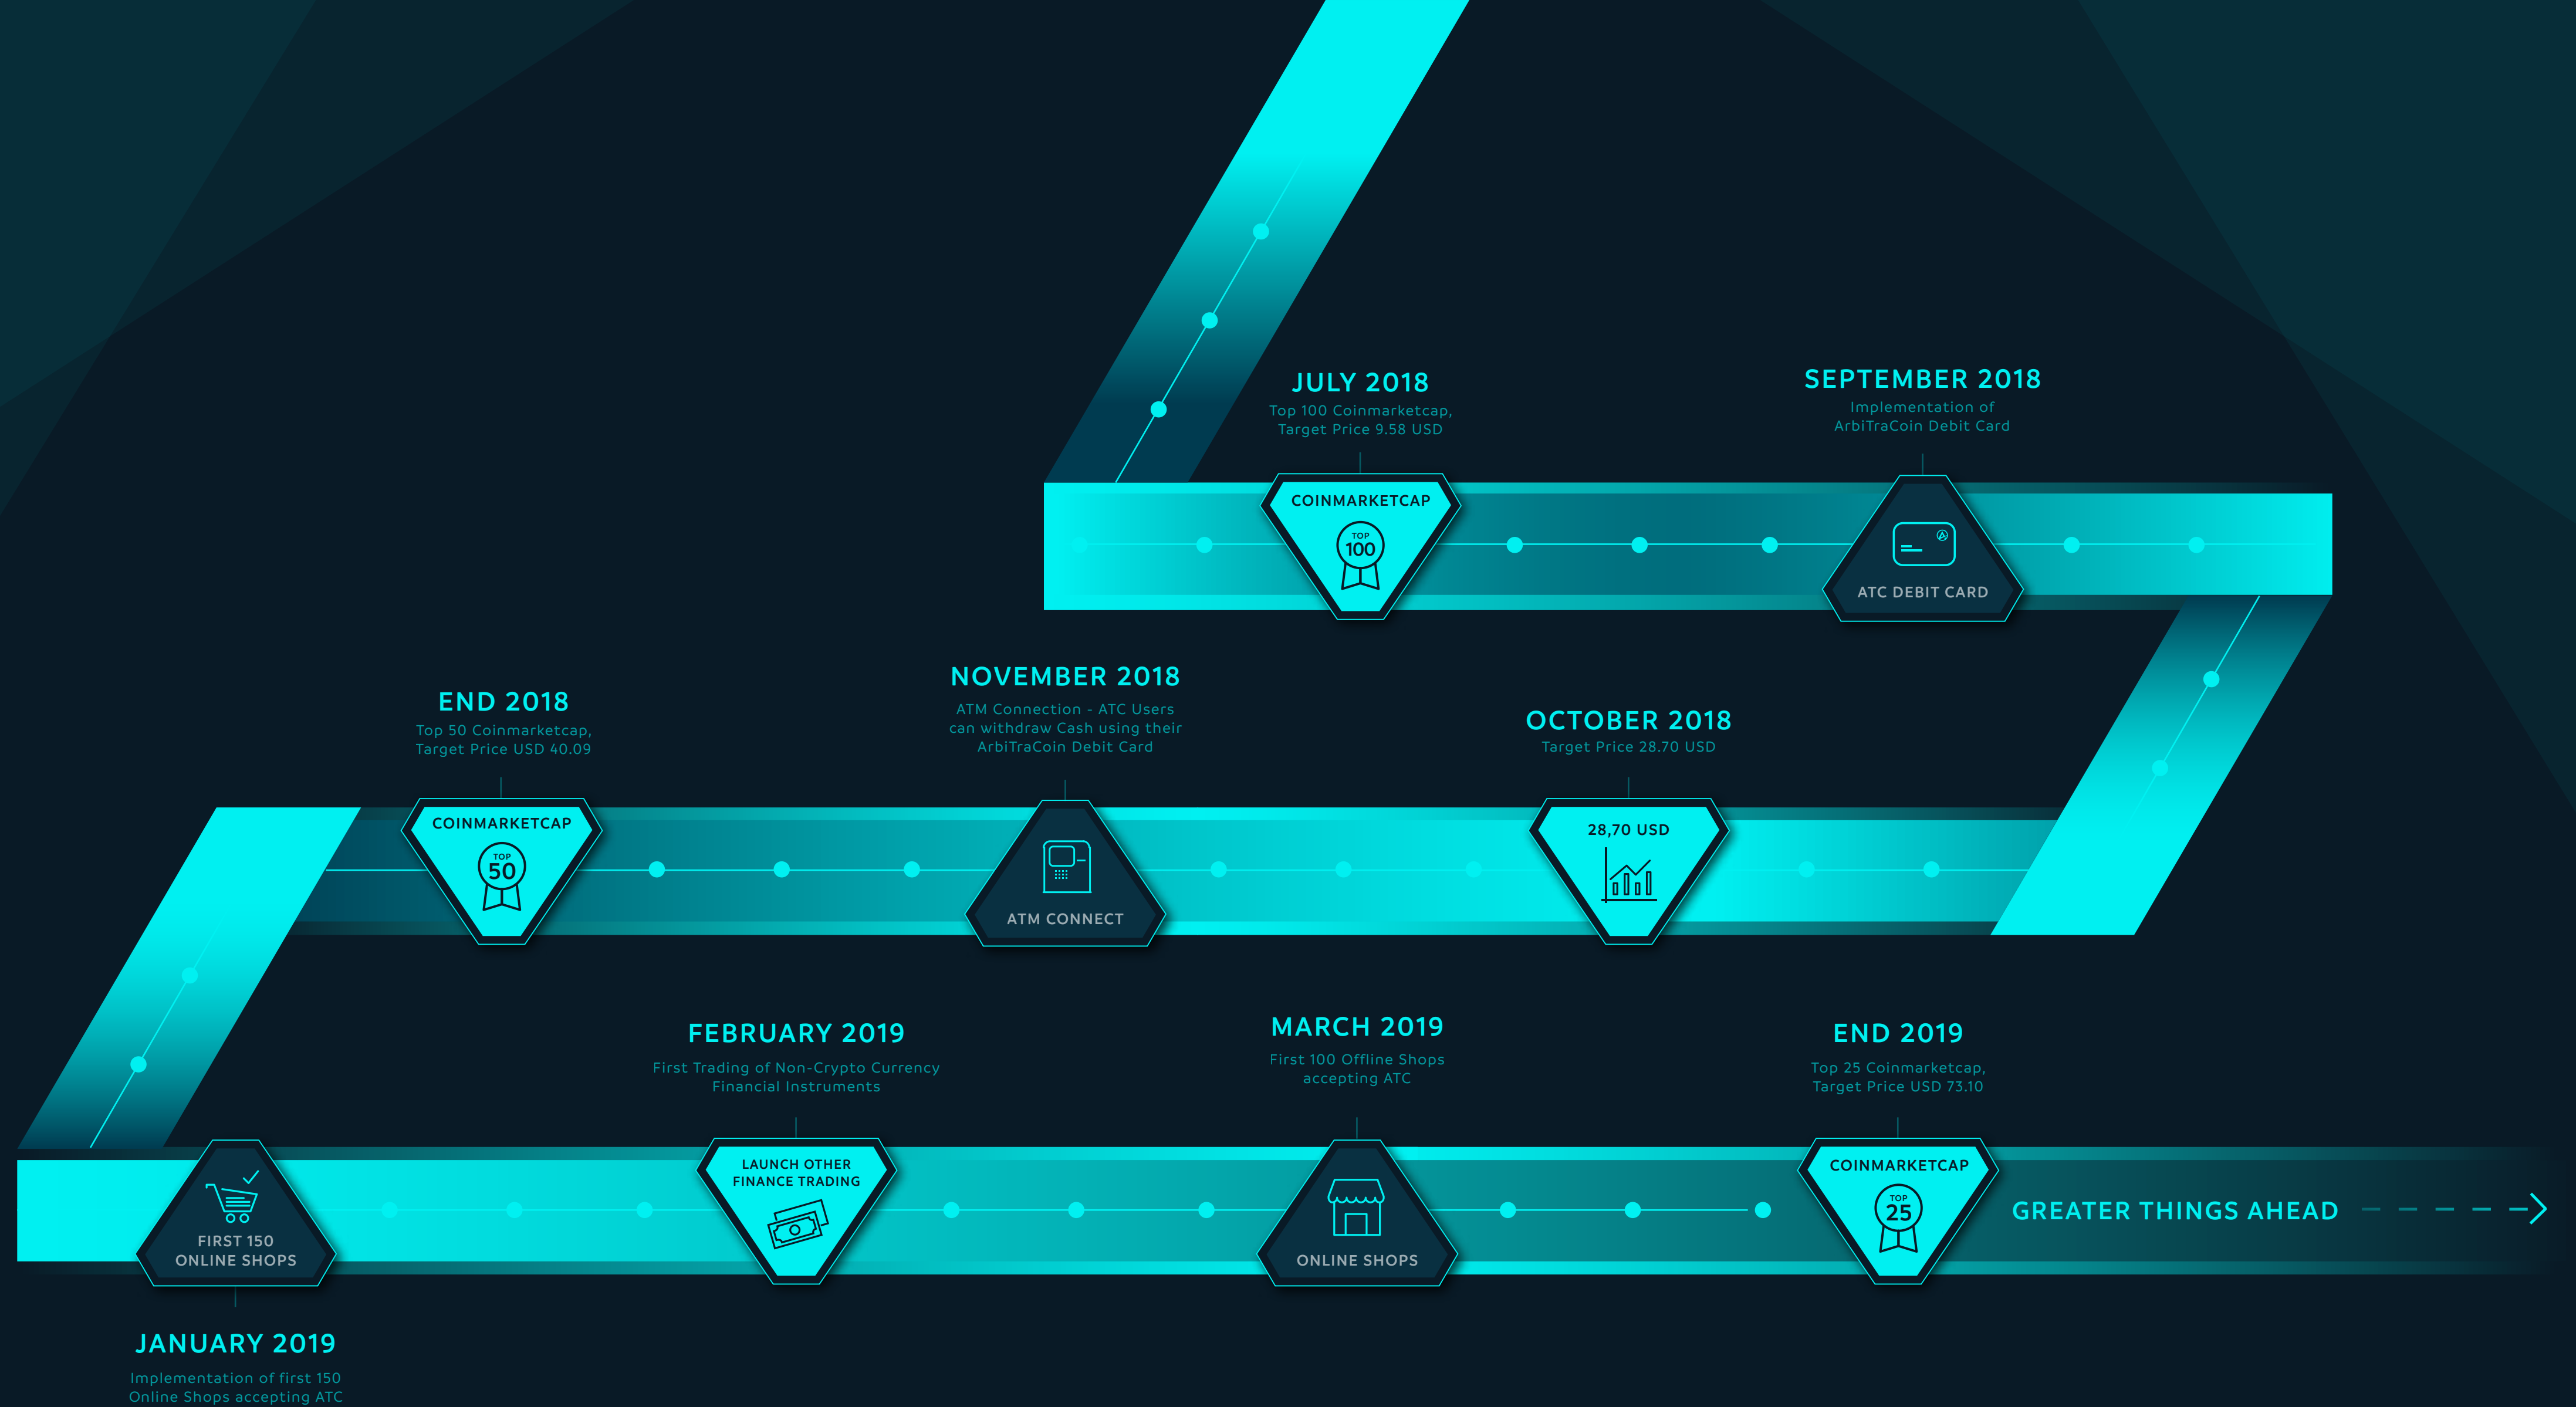 JULY 2018
Top 100 Coinmarketcap,
Target Price 9.58 USD
COINMARKETCAP
TOP
100
SEPTEMBER 2018
Implementation of
ArbiTraCoin Debit Card
ATC DEBIT CARD
OCTOBER 2018
Target Price 28.70 USD
28,70 USD
NOVEMBER 2018
ATM Connection - ATC Users
can withdraw Cash using their
ArbiTraCoin Debit Card
ATM CONNECT
END 2018
Top 50 Coinmarketcap,
Target Price USD 40.09
COINMARKETCAP
TOP
50
FIRST 150
ONLINE SHOPS
JANUARY 2019
Implementation of first 150
Online Shops accepting ATC
FEBRUARY 2019
First Trading of Non-Crypto Currency
Financial Instruments
LAUNCH OTHER
FINANCE TRADING
MARCH 2019
First 100 Offline Shops
accepting ATC
ONLINE SHOPS
END 2019
Top 25 Coinmarketcap,
Target Price USD 73.10
COINMARKETCAP
TOP
25
GREATER THINGS AHEAD